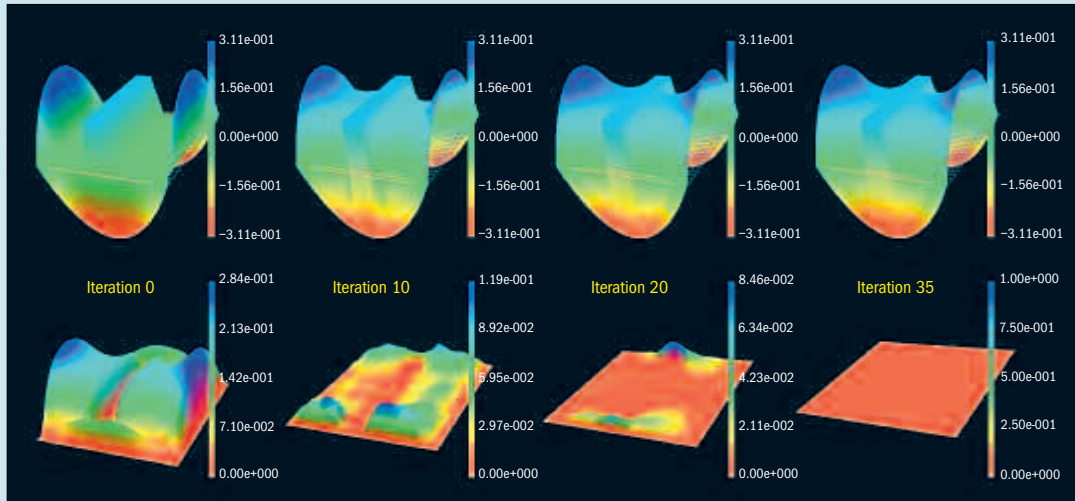 3.11e-001
1.56e-001
0.00e+000
−1.56e-001
−3.11e-001
3.11e-001
1.56e-001
0.00e+000
−1.56e-001
−3.11e-001
3.11e-001
1.56e-001
0.00e+000
−1.56e-001
−3.11e-001
3.11e-001
1.56e-001
0.00e+000
−1.56e-001
−3.11e-001
Iteration 0
2.84e-001
2.13e-001
1.42e-001
7.10e-002
0.00e+000
Iteration 10
1.19e-001
8.92e-002
5.95e-002
2.97e-002
0.00e+000
Iteration 20
8.46e-002
6.34e-002
4.23e-002
2.11e-002
0.00e+000
Iteration 35
1.00e+000
7.50e-001
5.00e-001
2.50e-001
0.00e+000